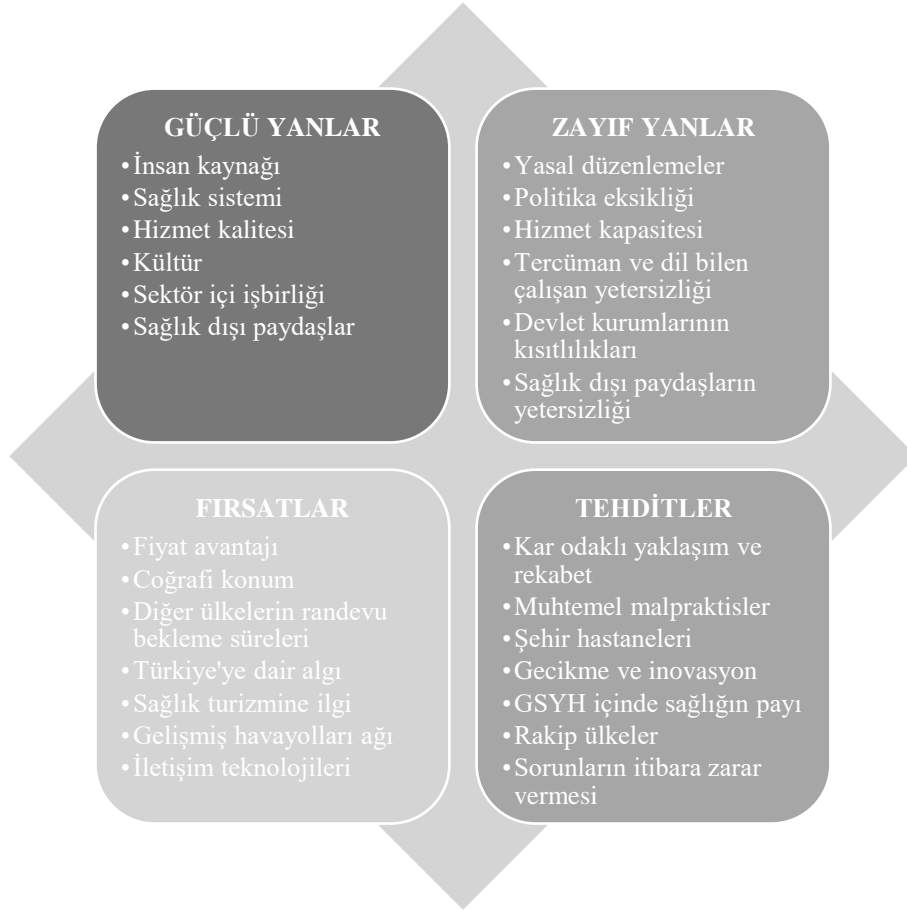 GÜÇLÜ YANLAR
•İnsan kaynağı
•Sağlık sistemi
•Hizmet kalitesi
•Kültür
•Sektör içi işbirliği
•Sağlık dışı paydaşlar
ZAYIF YANLAR
•Yasal düzenlemeler
•Politika eksikliği
•Hizmet kapasitesi
•Tercüman ve dil bilen
çalışan yetersizliği
•Devlet kurumlarının
kısıtlılıkları
•Sağlık dışı paydaşların
yetersizliği
FIRSATLAR
•Fiyat avantajı
•Coğrafi konum
•Diğer ülkelerin randevu
bekleme süreleri
•Türkiye'ye dair algı
•Sağlık turizmine ilgi
•Gelişmiş havayolları ağı
•İletişim teknolojileri
TEHDİTLER
•Kar odaklı yaklaşım ve
rekabet
•Muhtemel malpraktisler
•Şehir hastaneleri
•Gecikme ve inovasyon
•GSYH içinde sağlığın payı
•Rakip ülkeler
•Sorunların itibara zarar
vermesi